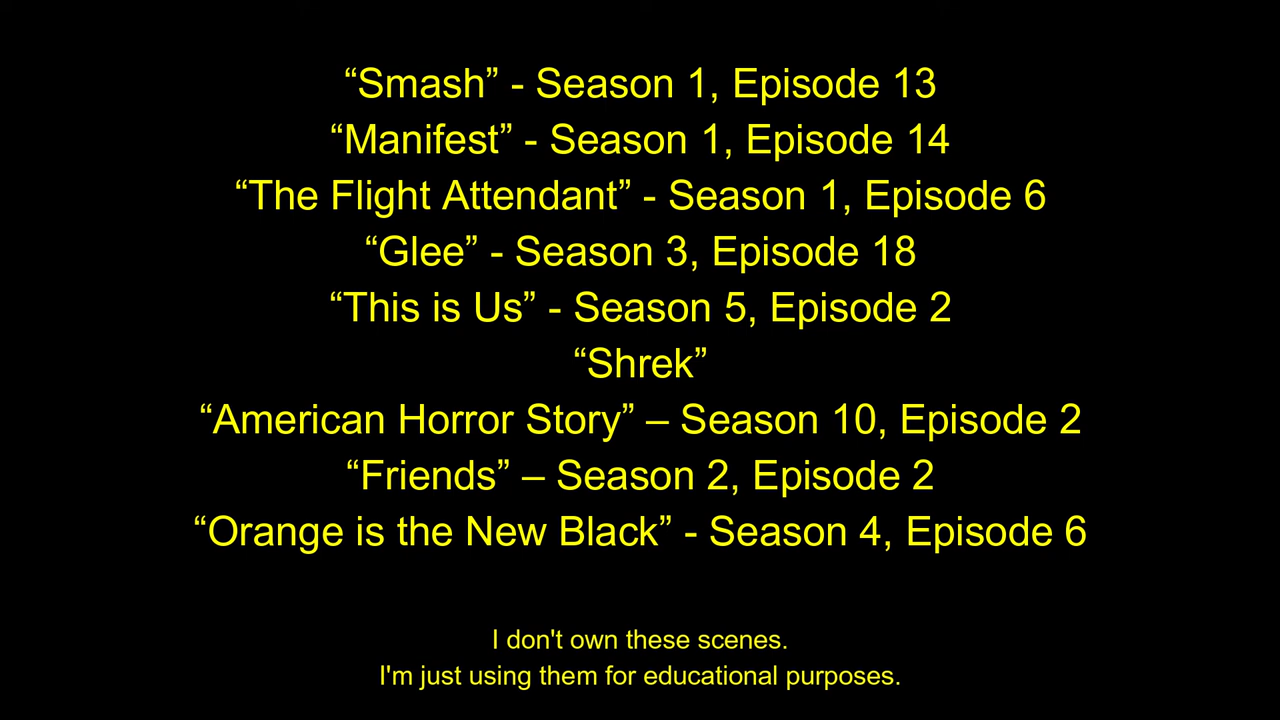 “Smash” - Season 1, Episode 13
“Manifest” - Season 1, Episode 14
“The Flight Attendant” - Season 1, Episode 6
“Glee” - Season 3, Episode 18
“This is Us” - Season 5, Episode 2
“Shrek”
“American Horror Story” – Season 10, Episode 2
“Friends” – Season 2, Episode 2
“Orange is the New Black” - Season 4, Episode 6
I don't own these scenes.
I'm just using them for educational purposes.